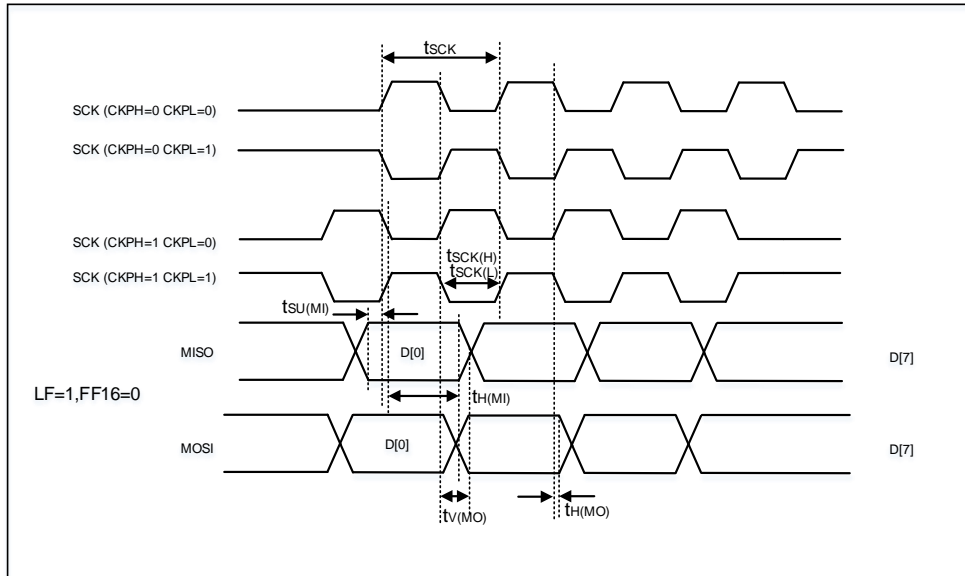 tSCK
SCK (CKPH=0 CKPL=0)
SCK (CKPH=0 CKPL=1)
SCK (CKPH=1 CKPL=0)
tSCK(H)
tSCK(L)
SCK (CKPH=1 CKPL=1)
tSU(MI)
MISO
D[0]
D[7]
LF=1,FF16=0
tH(MI)
MOSI
D[0]
D[7]
tV(MO)
tH(MO)